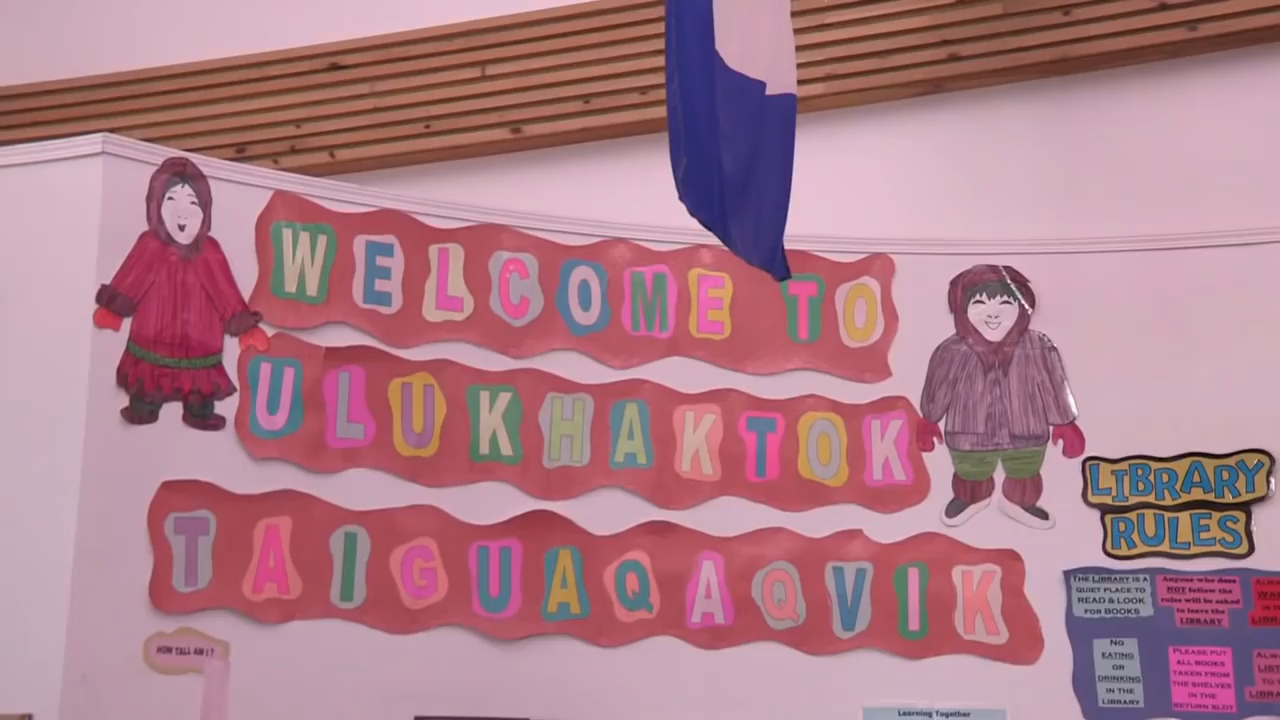 WELCOME TO
ULUKHAKTOK
TAIGUAQAQVIK
HOW TALL AM I?
LIBRARY
RULES
THE LIBRARY IS A
QUIET PLACE TO
READ & LOOK
FOR BOOKS
Anyone who does
NOT follow the
rules will be asked
to leave the
LIBRARY
NO
EATING
OR
DRINKING
IN THE
LIBRARY
PLEASE PUT
ALL BOOKS
TAKEN FROM
THE SHELVES
IN THE
RETURN SLOT
Learning Together